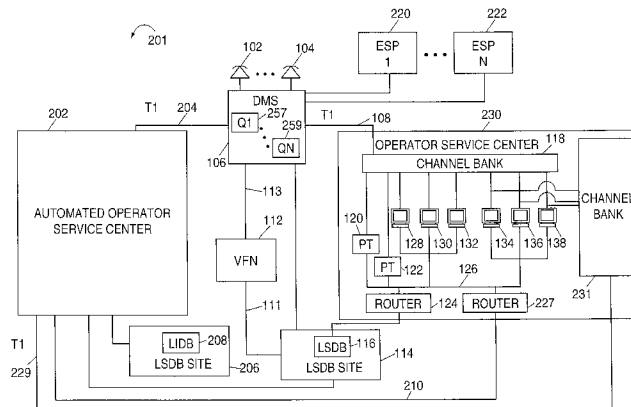 201
102
104
220
222
ESP
1
ESP
N
202
T1
204
DMS
Q1
257
259
QN
106
T1
108
230
OPERATOR SERVICE CENTER
118
CHANNEL BANK
CHANNEL
BANK
113
112
VFN
AUTOMATED OPERATOR
SERVICE CENTER
120
PT
PT
122
128
130
132
134
136
138
126
231
111
ROUTER
124
ROUTER
227
T1
229
LIDB
208
LSDB SITE
206
LSDB
116
LSDB SITE
114
210